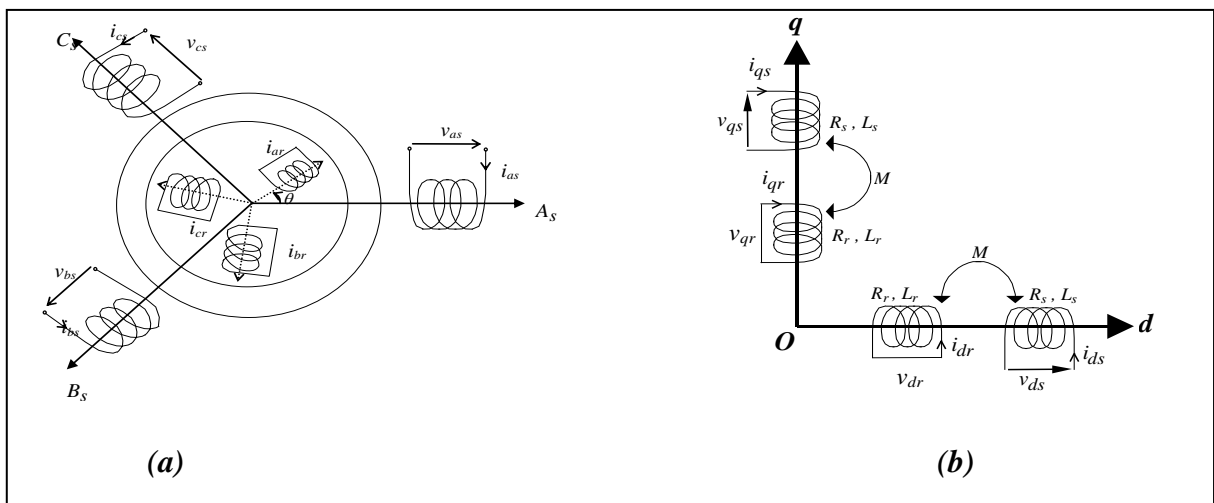 C_s
i_cs
v_cs
v_as
i_as
i_ar
θ
A_s
i_cr
i_br
v_bs
i_bs
B_s
(a)
q
i_qs
v_qs
R_s , L_s
M
i_qr
v_qr
R_r , L_r
M
R_r , L_r
R_s , L_s
O
d
i_dr
i_ds
v_dr
v_ds
(b)